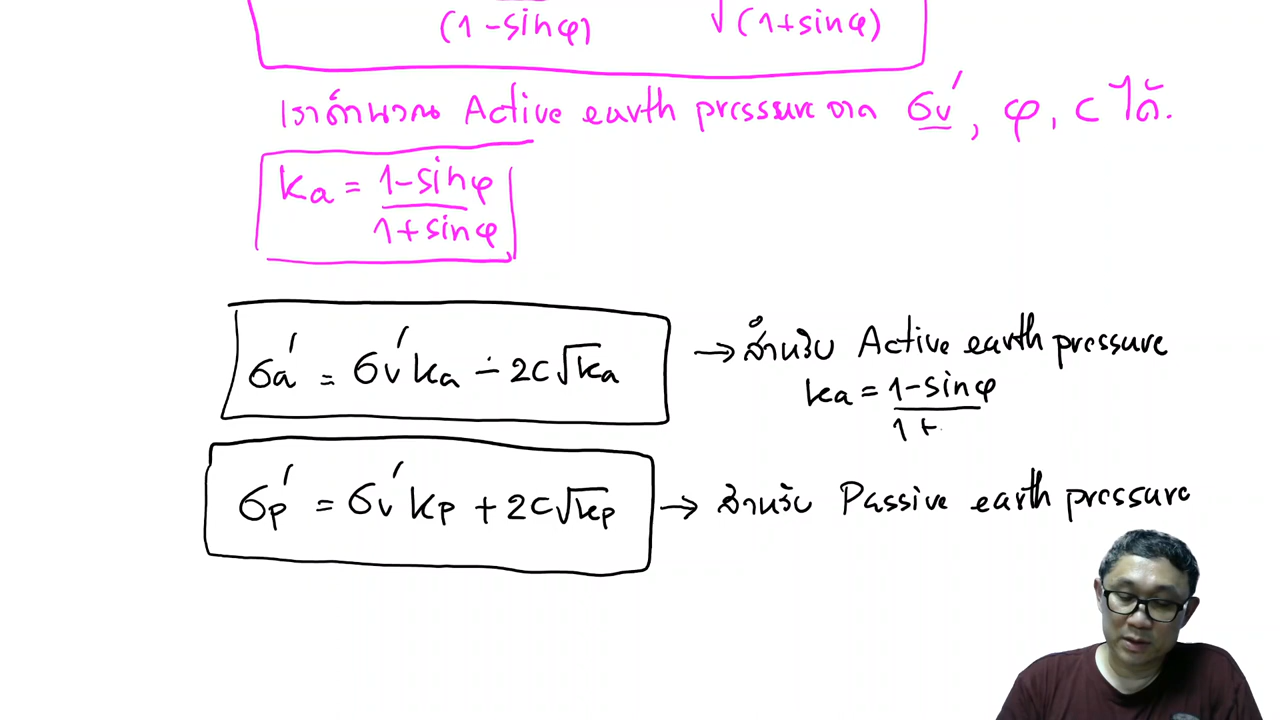 (1-sinφ) √(1+sinφ)
เราคำนวณ Active earth pressure จาก σv', φ, c ได้.
ka = 1-sinφ
1+sinφ
σa' = σv' ka - 2c√ka → สำหรับ Active earth pressure
ka = 1-sinφ
1+
σp' = σv' kp + 2c√kp → สำหรับ Passive earth pressure